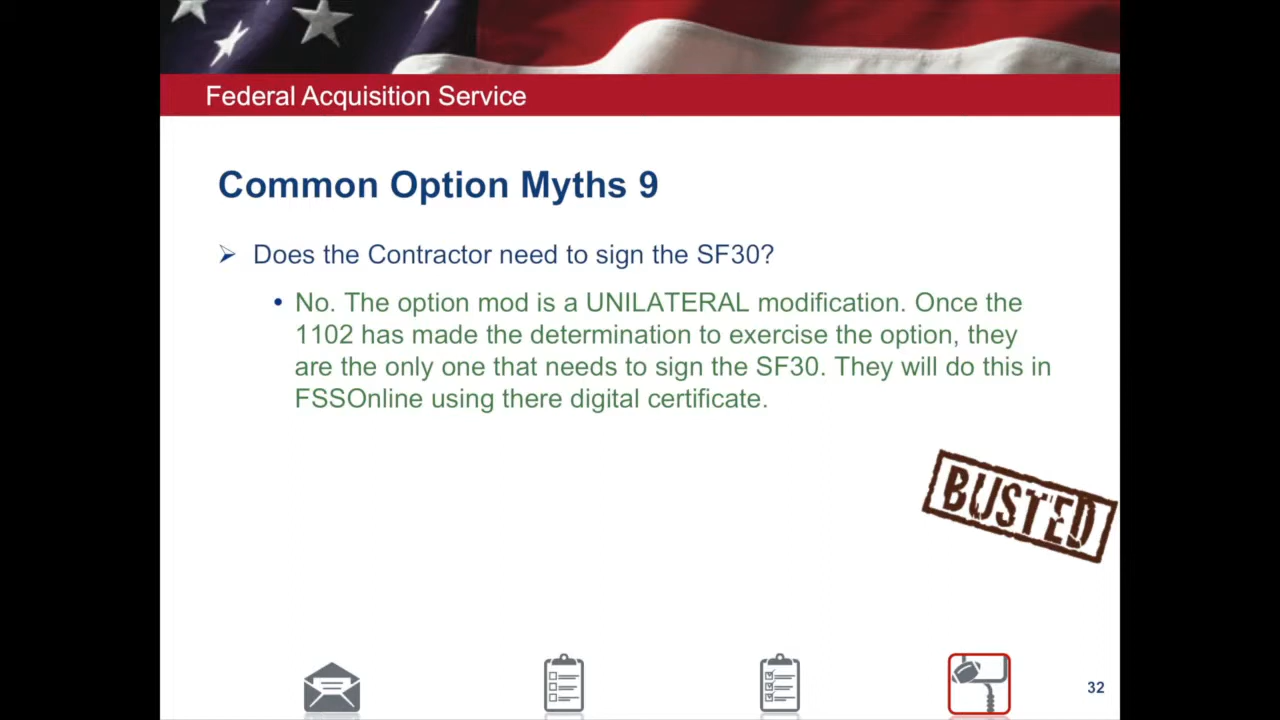 Federal Acquisition Service
Common Option Myths 9
Does the Contractor need to sign the SF30?
No. The option mod is a UNILATERAL modification. Once the
1102 has made the determination to exercise the option, they
are the only one that needs to sign the SF30. They will do this in
FSSOnline using there digital certificate.
BUSTED
32